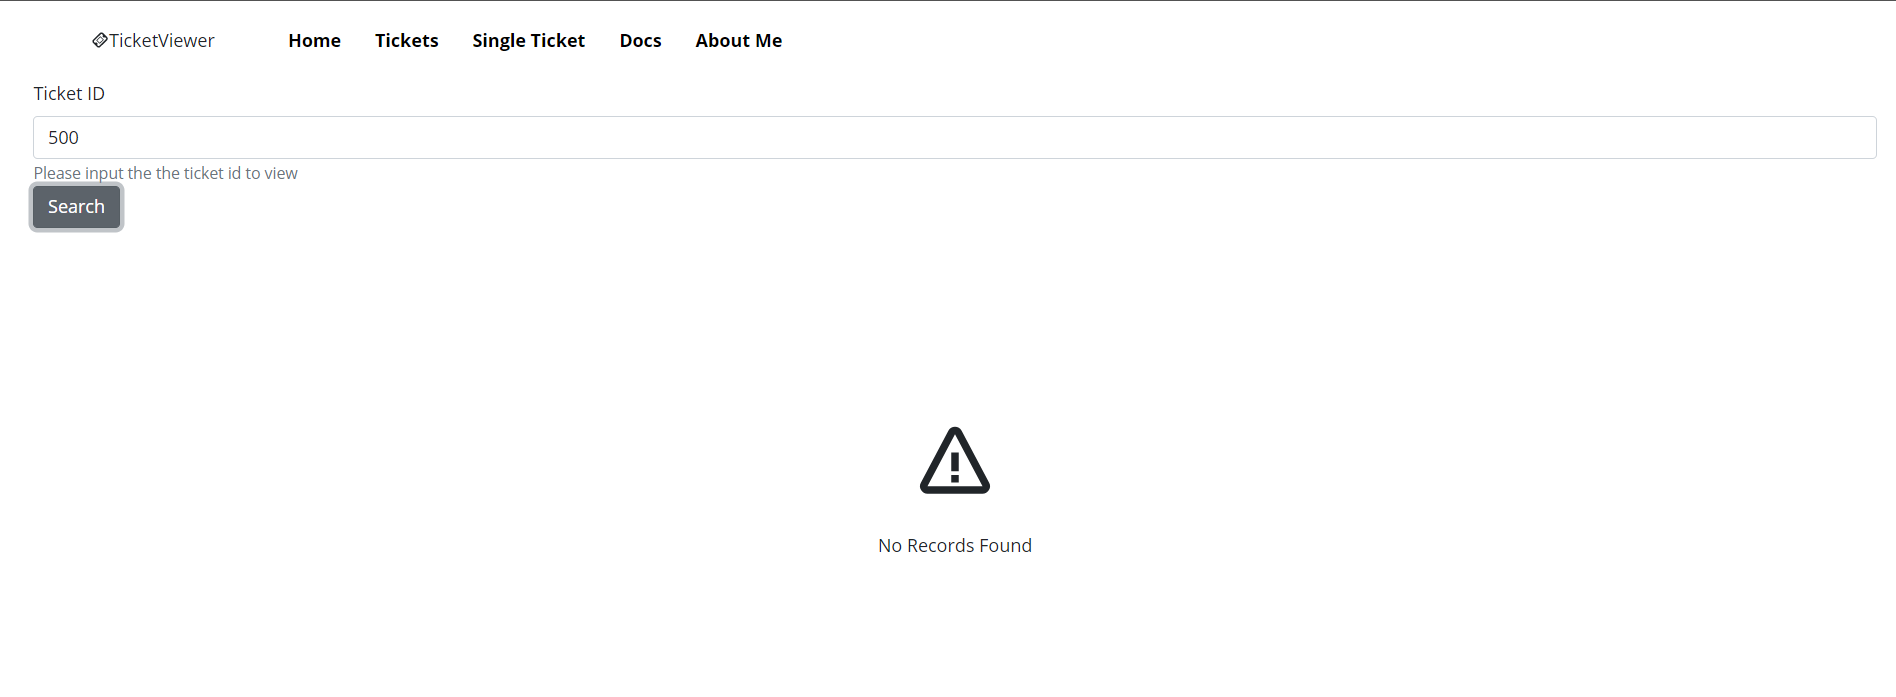 TicketViewer Home Tickets Single Ticket Docs About Me
Ticket ID
500
Please input the the ticket id to view
Search
No Records Found